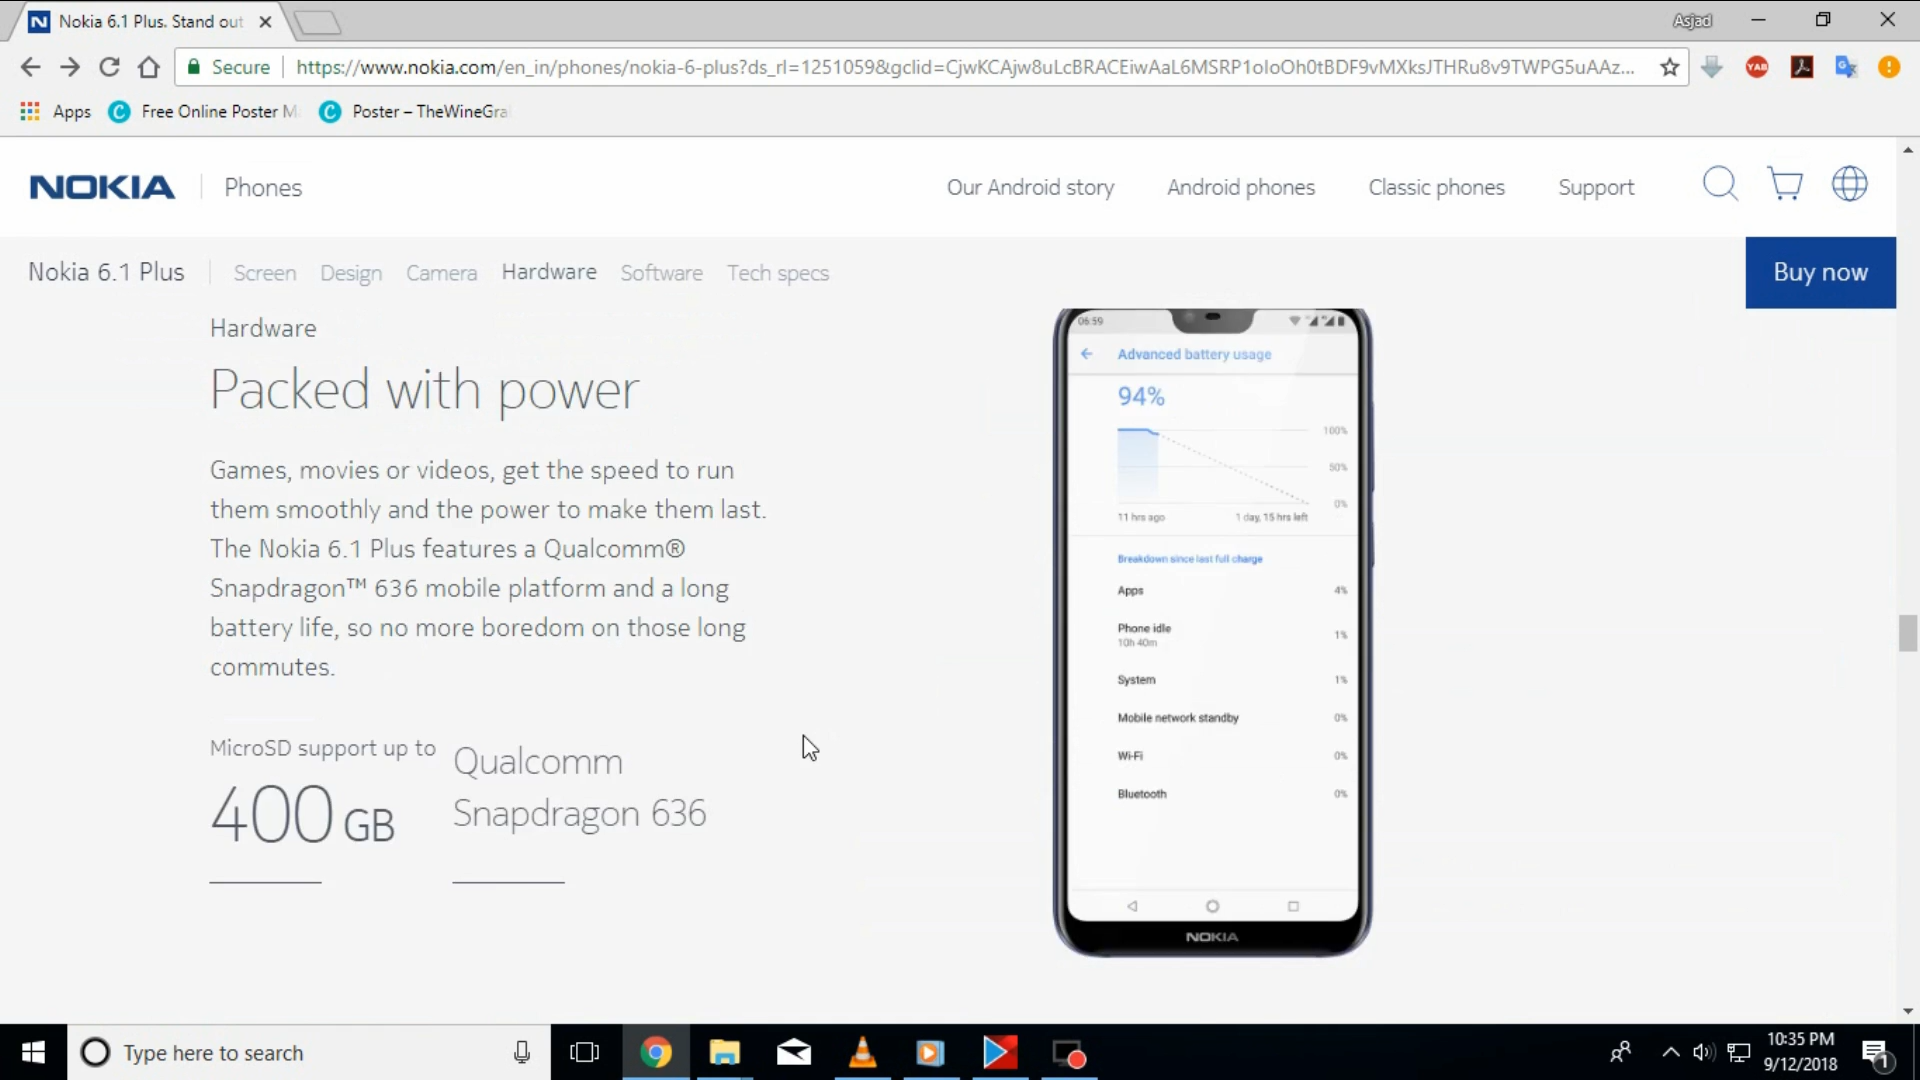 Nokia 6.1 Plus. Stand out
Asjad
Secure
https://www.nokia.com/en_in/phones/nokia-6-plus?ds_rl=1251059&gclid=CjwKCAjw8uLcBRACEiwAaL6MSRP1oIoOh0tBDF9vMXksJTHRu8v9TWPG5uAAz...
YAB
Apps
Free Online Poster M
Poster – TheWineGra
NOKIA
Phones
Our Android story
Android phones
Classic phones
Support
Nokia 6.1 Plus
Screen
Design
Camera
Hardware
Software
Tech specs
Buy now
Hardware
Packed with power
Games, movies or videos, get the speed to run
them smoothly and the power to make them last.
The Nokia 6.1 Plus features a Qualcomm®
Snapdragon™ 636 mobile platform and a long
battery life, so no more boredom on those long
commutes.
MicroSD support up to
400 GB
Qualcomm
Snapdragon 636
06:59
Advanced battery usage
94%
100%
50%
0%
11 hrs ago
1 day, 15 hrs left
Breakdown since last full charge
Apps 4%
Phone idle 1%
10h 40m
System 1%
Mobile network standby 0%
Wi-Fi 0%
Bluetooth 0%
NOKIA
Type here to search
10:35 PM
9/12/2018
1